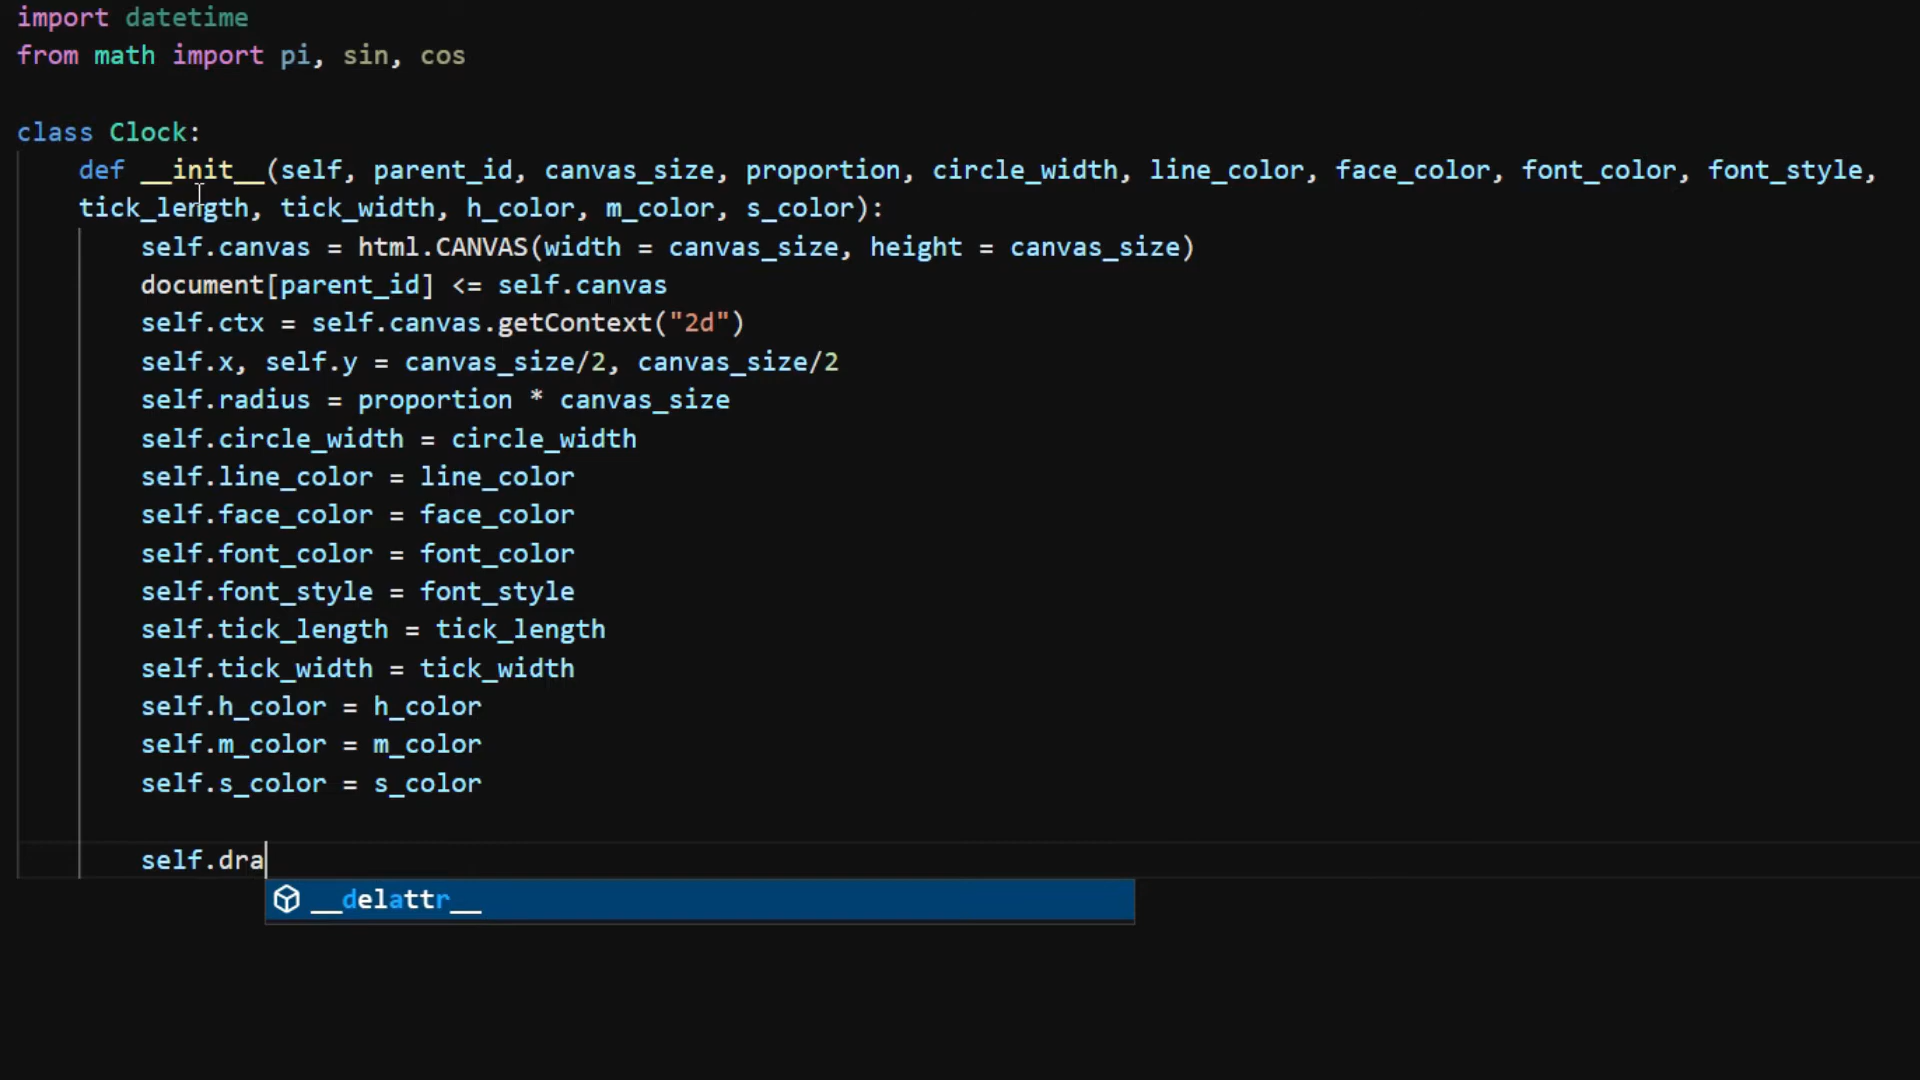 import datetime
from math import pi, sin, cos
class Clock:
def __init__(self, parent_id, canvas_size, proportion, circle_width, line_color, face_color, font_color, font_style,
tick_length, tick_width, h_color, m_color, s_color):
self.canvas = html.CANVAS(width = canvas_size, height = canvas_size)
document[parent_id] <= self.canvas
self.ctx = self.canvas.getContext("2d")
self.x, self.y = canvas_size/2, canvas_size/2
self.radius = proportion * canvas_size
self.circle_width = circle_width
self.line_color = line_color
self.face_color = face_color
self.font_color = font_color
self.font_style = font_style
self.tick_length = tick_length
self.tick_width = tick_width
self.h_color = h_color
self.m_color = m_color
self.s_color = s_color
self.dra
__delattr__